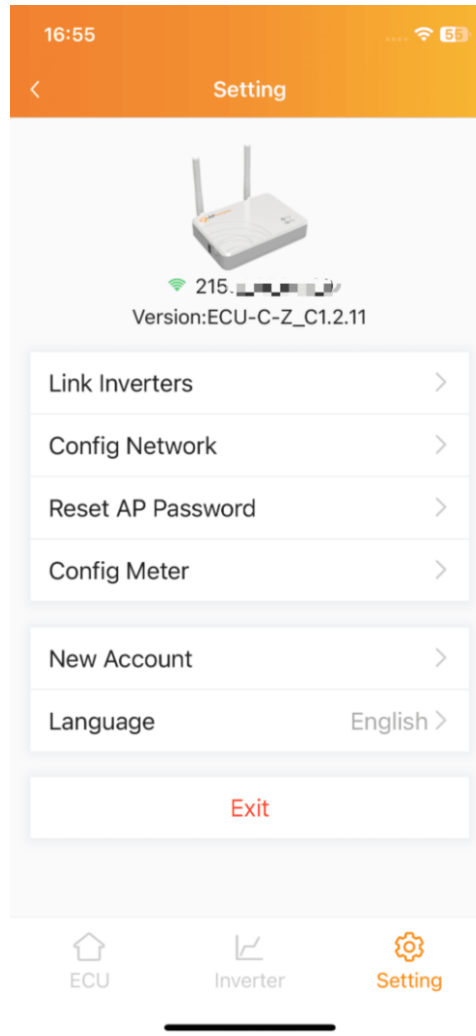 16:55
55
Setting
215.
Version:ECU-C-Z_C1.2.11
Link Inverters
Config Network
Reset AP Password
Config Meter
New Account
Language English
Exit
ECU Inverter Setting